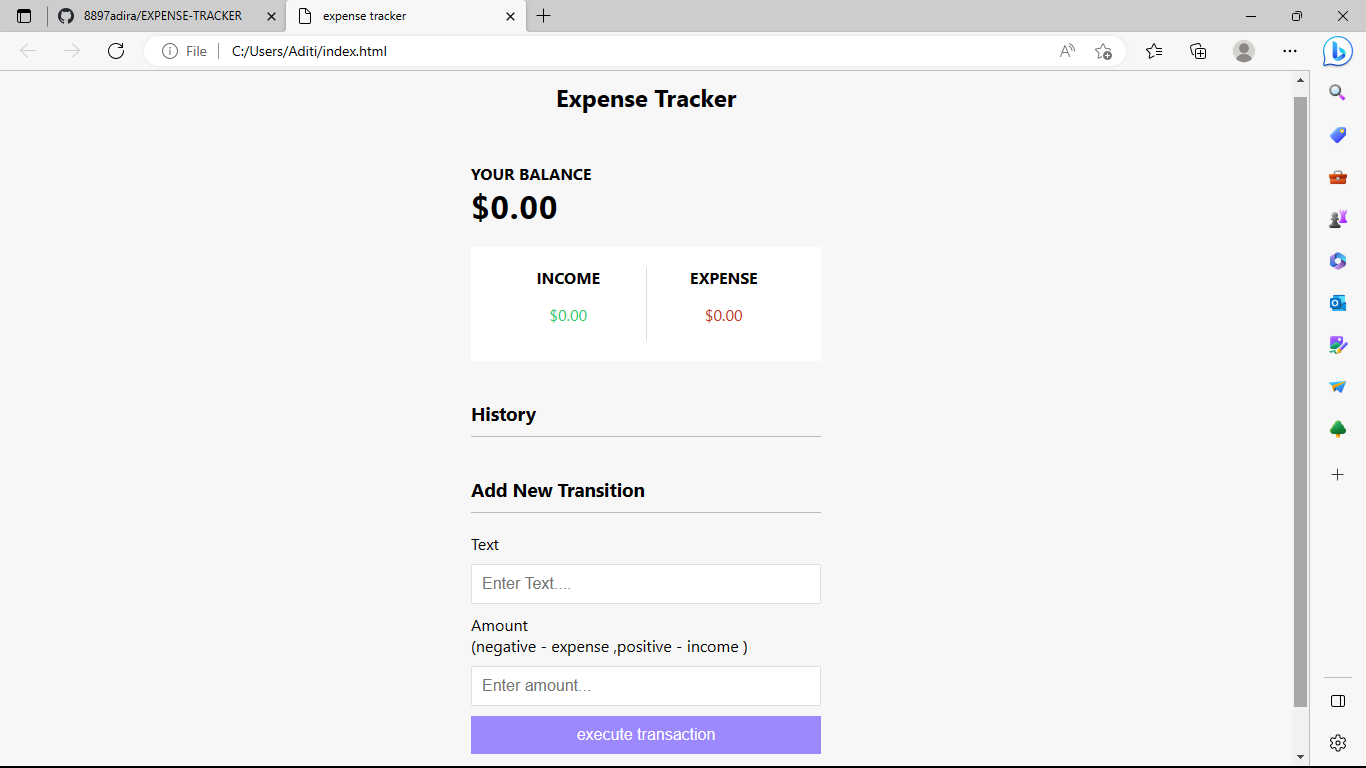 8897adira/EXPENSE-TRACKER
expense tracker
File
C:/Users/Aditi/index.html
Expense Tracker
YOUR BALANCE
$0.00
INCOME EXPENSE
$0.00 $0.00
History
Add New Transition
Text
Enter Text....
Amount
(negative - expense ,positive - income )
Enter amount...
execute transaction